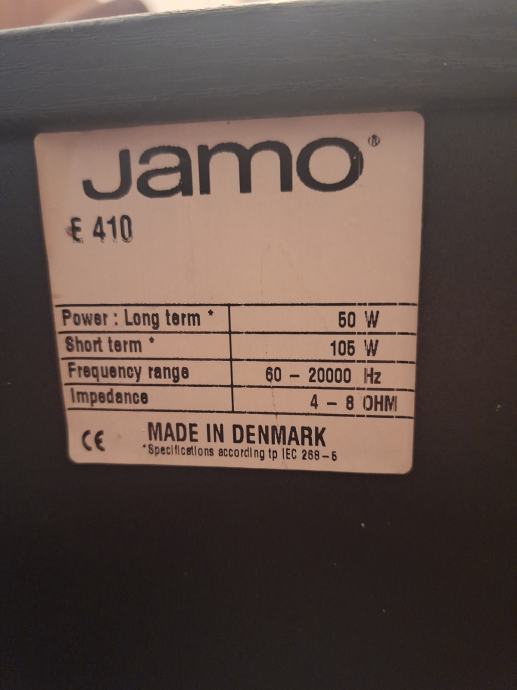 Jamo®
E 410
Power : Long term * 50 W
Short term * 105 W
Frequency range 60 – 20000 Hz
Impedance 4 – 8 OHM
CE MADE IN DENMARK
*Specifications according tp IEC 268–5